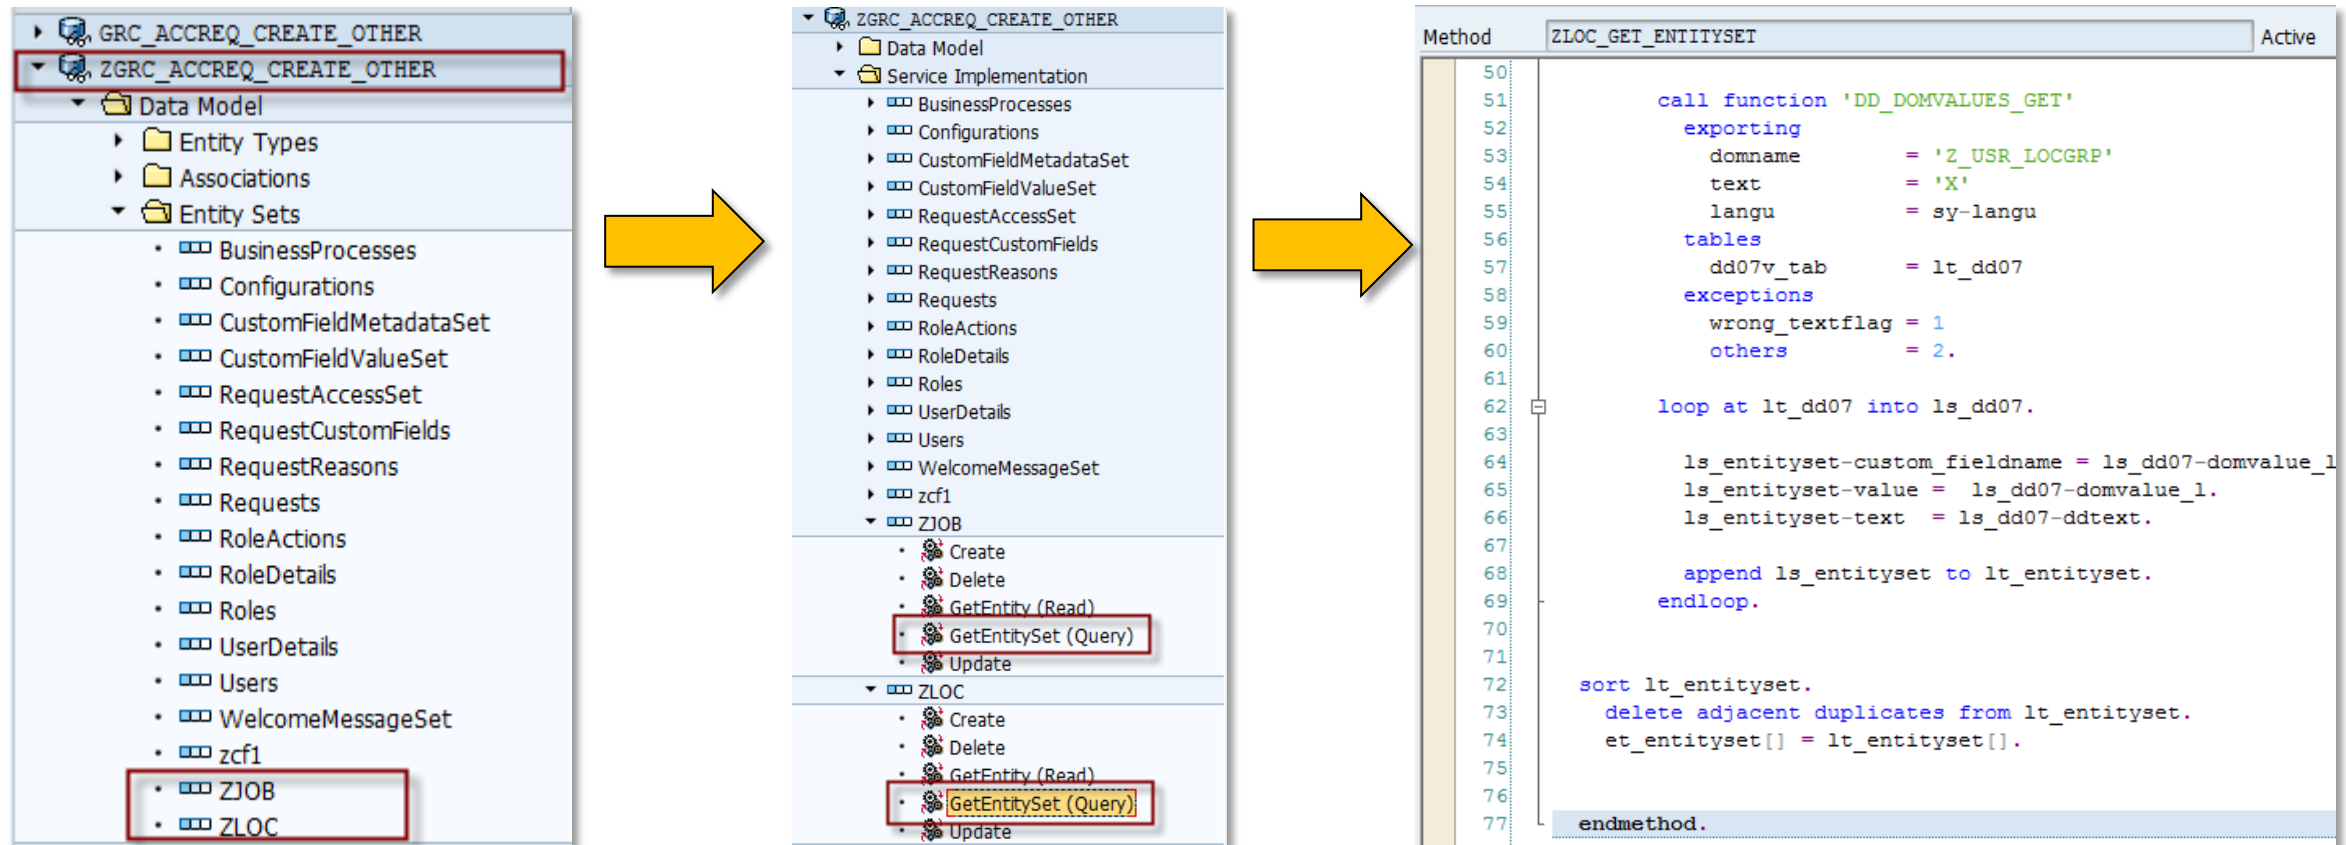 GRC_ACCREQ_CREATE_OTHER
ZGRC_ACCREQ_CREATE_OTHER
Data Model
Entity Types
Associations
Entity Sets
BusinessProcesses
Configurations
CustomFieldMetadataSet
CustomFieldValueSet
RequestAccessSet
RequestCustomFields
RequestReasons
Requests
RoleActions
RoleDetails
Roles
UserDetails
Users
WelcomeMessageSet
zcf1
ZJOB
ZLOC
ZGRC_ACCREQ_CREATE_OTHER
Data Model
Service Implementation
BusinessProcesses
Configurations
CustomFieldMetadataSet
CustomFieldValueSet
RequestAccessSet
RequestCustomFields
RequestReasons
Requests
RoleActions
RoleDetails
Roles
UserDetails
Users
WelcomeMessageSet
zcf1
ZJOB
Create
Delete
GetEntity (Read)
GetEntitySet (Query)
Update
ZLOC
Create
Delete
GetEntity (Read)
GetEntitySet (Query)
Update
Method ZLOC_GET_ENTITYSET Active
50
51 call function 'DD_DOMVALUES_GET'
52 exporting
53 domname = 'Z_USR_LOCGRP'
54 text = 'X'
55 langu = sy-langu
56 tables
57 dd07v_tab = lt_dd07
58 exceptions
59 wrong_textflag = 1
60 others = 2.
61
62 loop at lt_dd07 into ls_dd07.
63
64 ls_entityset-custom_fieldname = ls_dd07-domvalue_l
65 ls_entityset-value = ls_dd07-domvalue_l.
66 ls_entityset-text = ls_dd07-ddtext.
67
68 append ls_entityset to lt_entityset.
69 endloop.
70
71
72 sort lt_entityset.
73 delete adjacent duplicates from lt_entityset.
74 et_entityset[] = lt_entityset[].
75
76
77 endmethod.